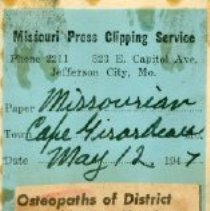 Missouri Press Clipping Service
Phone 2211 323 E. Capitol Ave.
Jefferson City, Mo.
Paper Missourian
Town Cape Girardeau
Date May 12 1947
Osteopaths of District